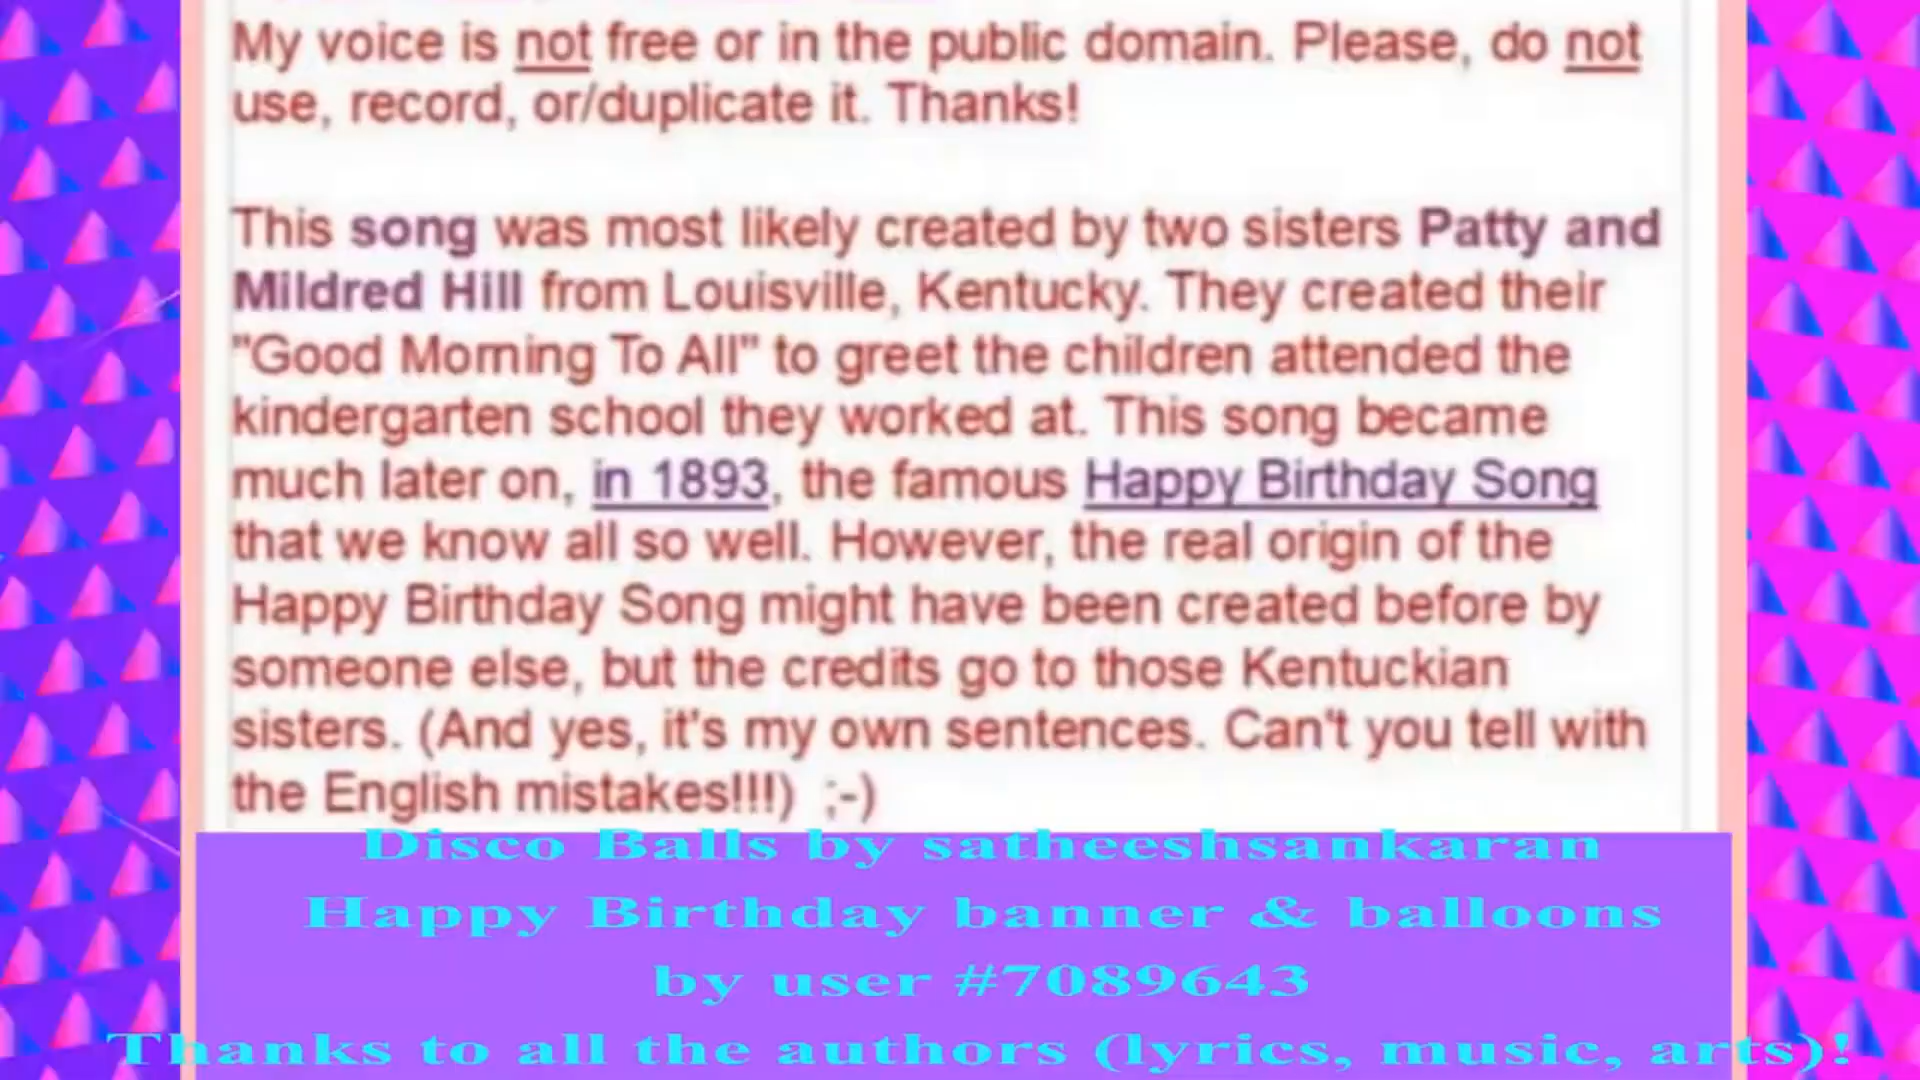 My voice is not free or in the public domain. Please, do not
use, record, or/duplicate it. Thanks!
This song was most likely created by two sisters Patty and
Mildred Hill from Louisville, Kentucky. They created their
"Good Morning To All" to greet the children attended the
kindergarten school they worked at. This song became
much later on, in 1893, the famous Happy Birthday Song
that we know all so well. However, the real origin of the
Happy Birthday Song might have been created before by
someone else, but the credits go to those Kentuckian
sisters. (And yes, it's my own sentences. Can't you tell with
the English mistakes!!!) ;-)
Disco Balls by satheeshsankaran
Happy Birthday banner & balloons
by user #7089643
Thanks to all the authors (lyrics, music, arts)!